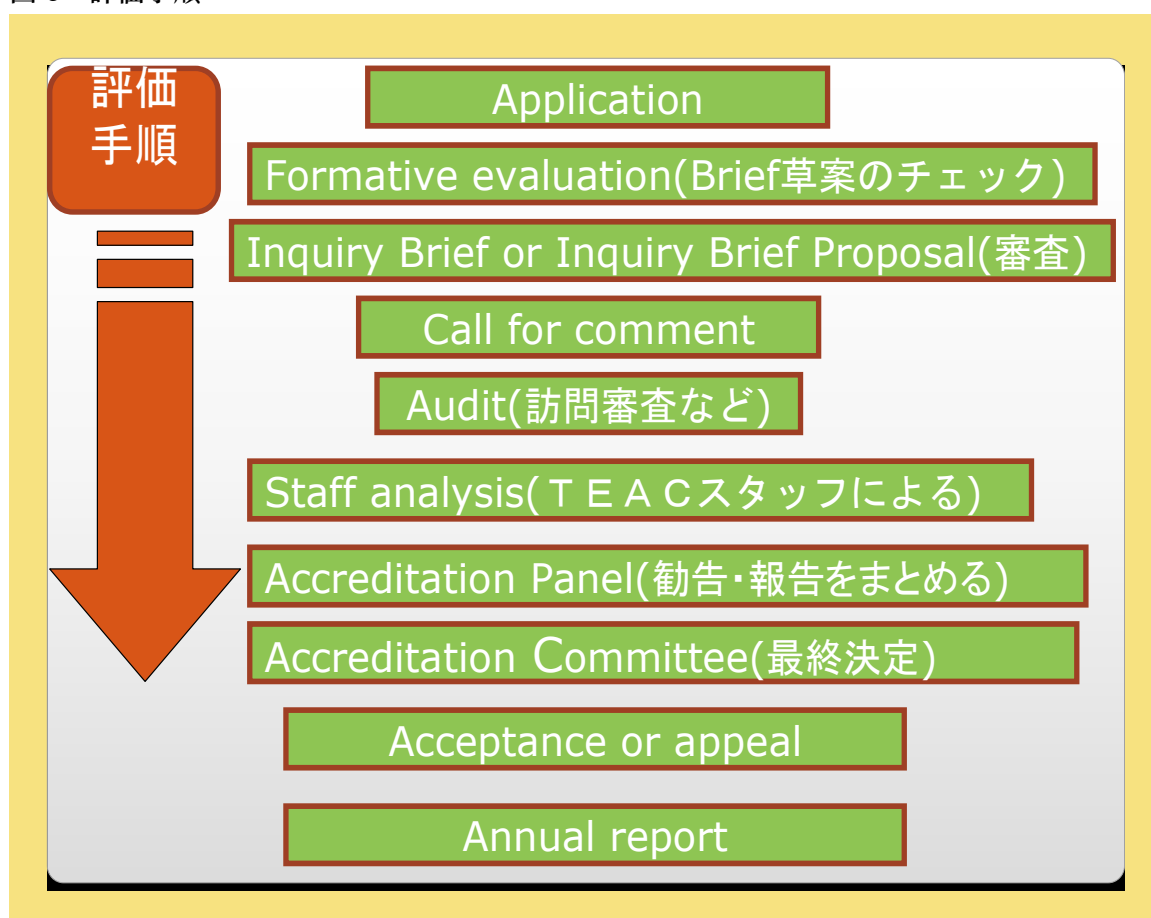 評価
手順
Application
Formative evaluation(Brief草案のチェック)
Inquiry Brief or Inquiry Brief Proposal(審査)
Call for comment
Audit(訪問審査など)
Staff analysis(ＴＥＡＣスタッフによる)
Accreditation Panel(勧告・報告をまとめる)
Accreditation Committee(最終決定)
Acceptance or appeal
Annual report